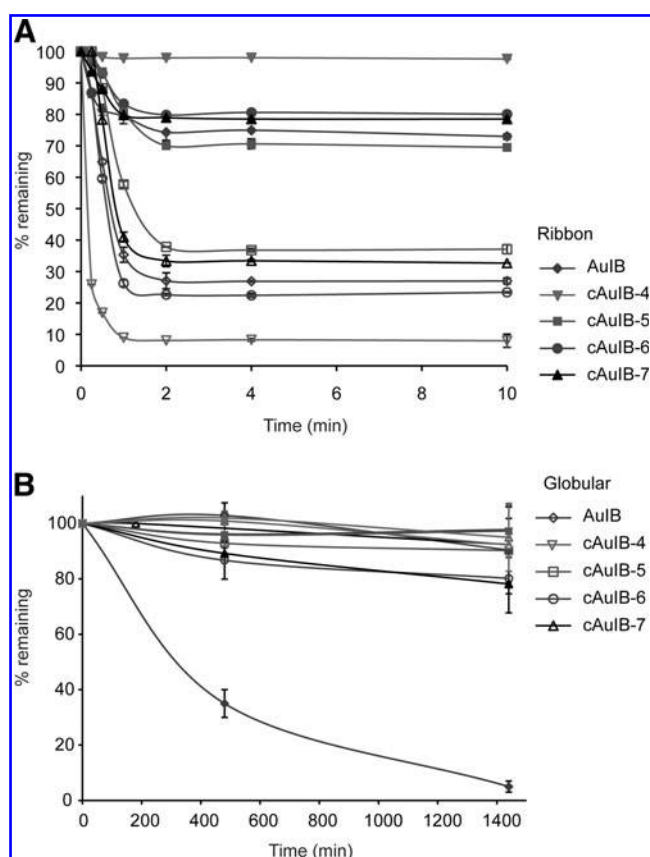 A
100
90
80
70
60
50
40
30
20
10
0
% remaining
0
2
4
6
8
10
Time (min)
Ribbon
AuIB
cAuIB-4
cAuIB-5
cAuIB-6
cAuIB-7
B
100
80
60
40
20
0
% remaining
0
200
400
600
800
1000
1200
1400
Time (min)
Globular
AuIB
cAuIB-4
cAuIB-5
cAuIB-6
cAuIB-7